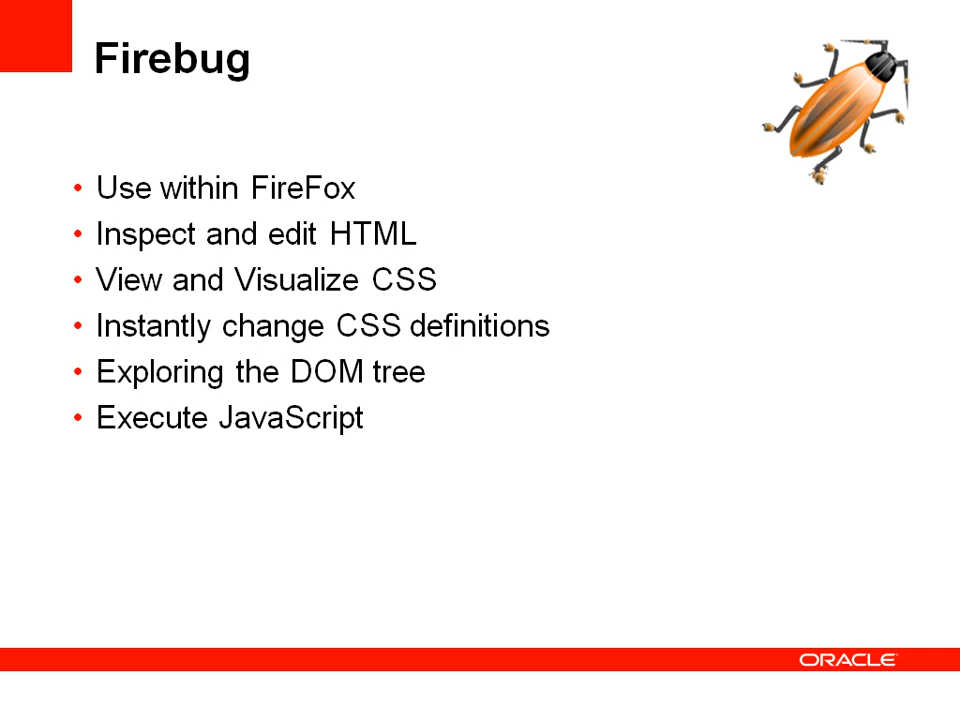 Firebug
• Use within FireFox
• Inspect and edit HTML
• View and Visualize CSS
• Instantly change CSS definitions
• Exploring the DOM tree
• Execute JavaScript
ORACLE